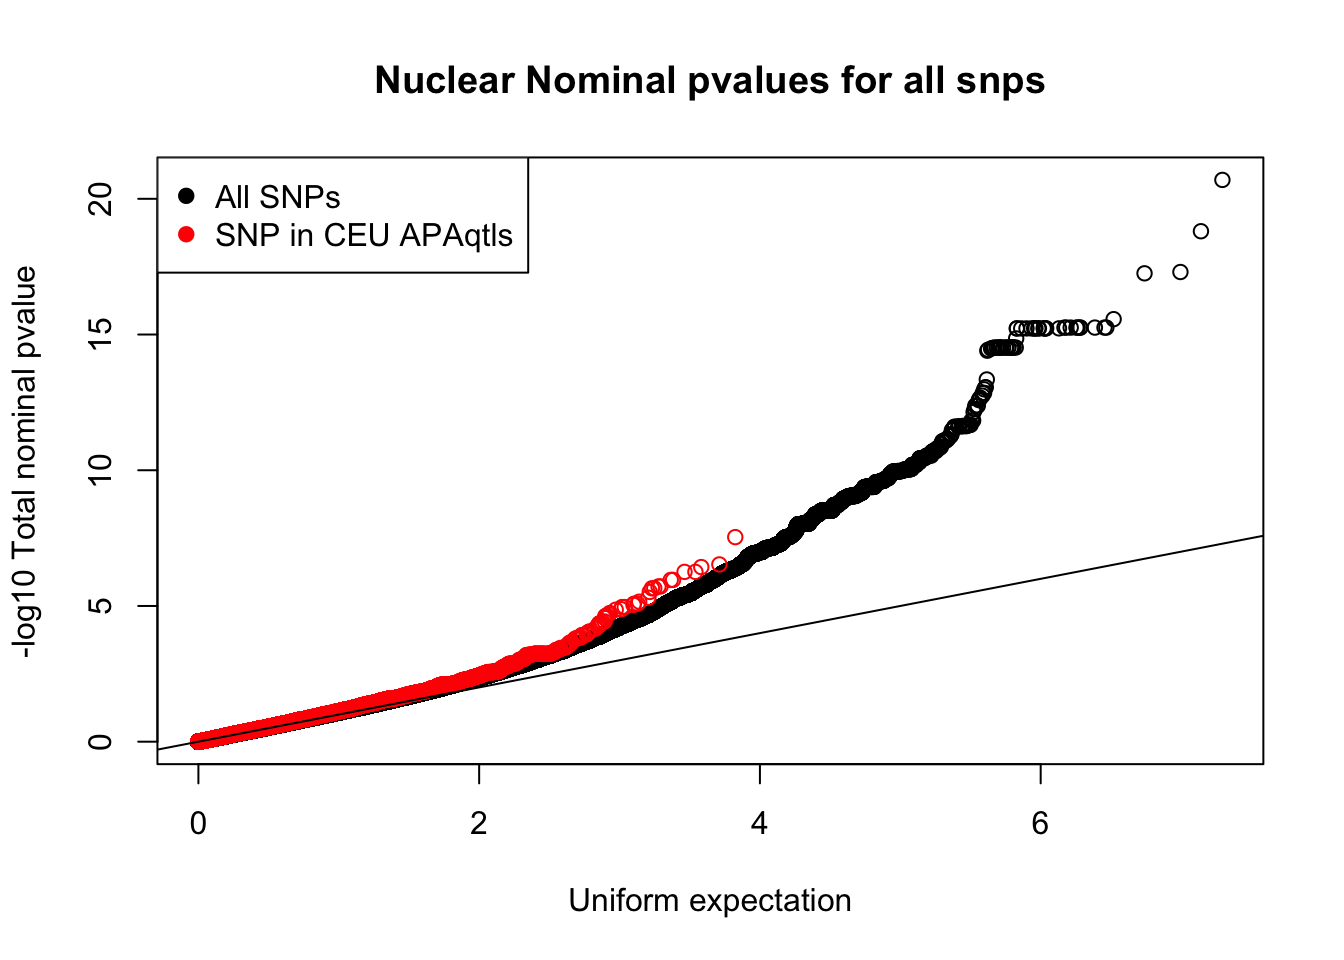 Nuclear Nominal pvalues for all snps
All SNPs
SNP in CEU APAqtls
-log10 Total nominal pvalue
20
15
10
5
0
0 2 4 6
Uniform expectation